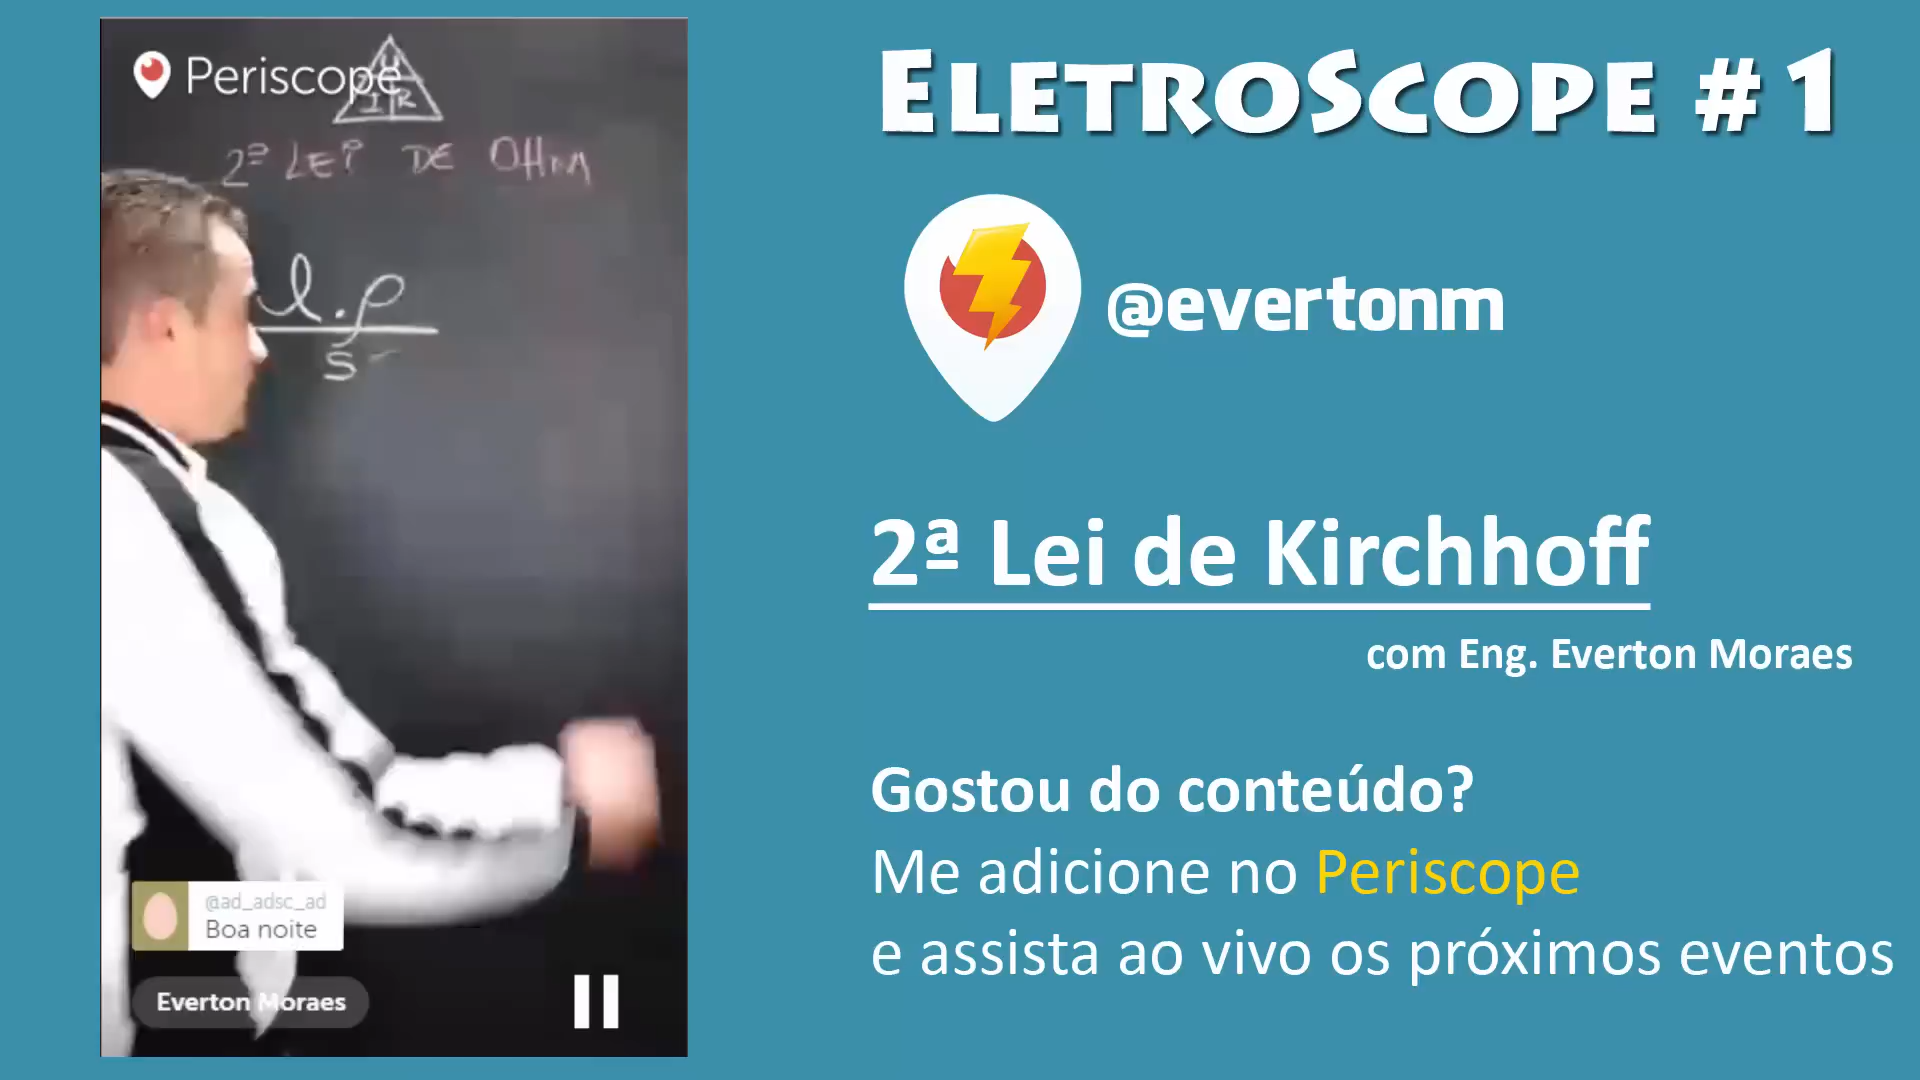 Periscope
U
I R
2ª LEI DE OHM
l . ρ
S
@ad_adsc_ad
Boa noite
Everton Moraes
ELETROSCOPE #1
@evertonm
2ª Lei de Kirchhoff
com Eng. Everton Moraes
Gostou do conteúdo?
Me adicione no Periscope
e assista ao vivo os próximos eventos